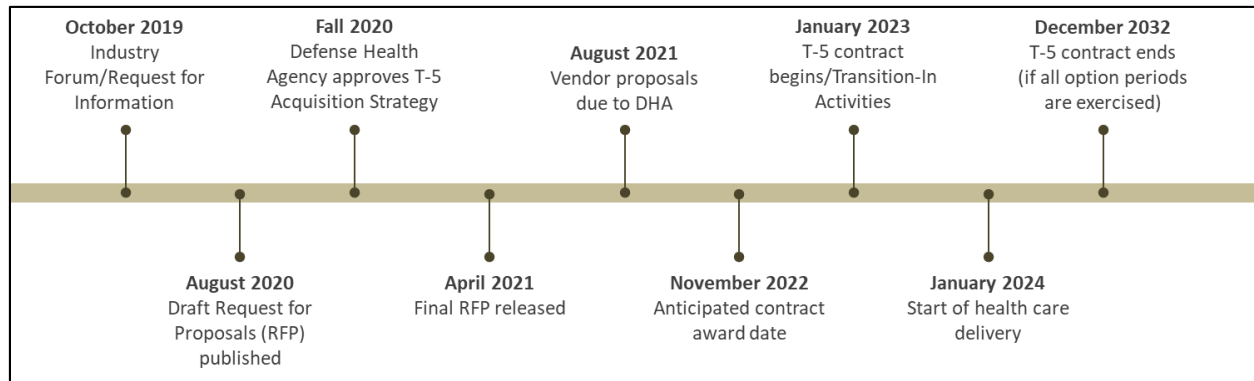 October 2019
Industry
Forum/Request for
Information
August 2020
Draft Request for
Proposals (RFP)
published
Fall 2020
Defense Health
Agency approves T-5
Acquisition Strategy
April 2021
Final RFP released
August 2021
Vendor proposals
due to DHA
November 2022
Anticipated contract
award date
January 2023
T-5 contract
begins/Transition-In
Activities
January 2024
Start of health care
delivery
December 2032
T-5 contract ends
(if all option periods
are exercised)